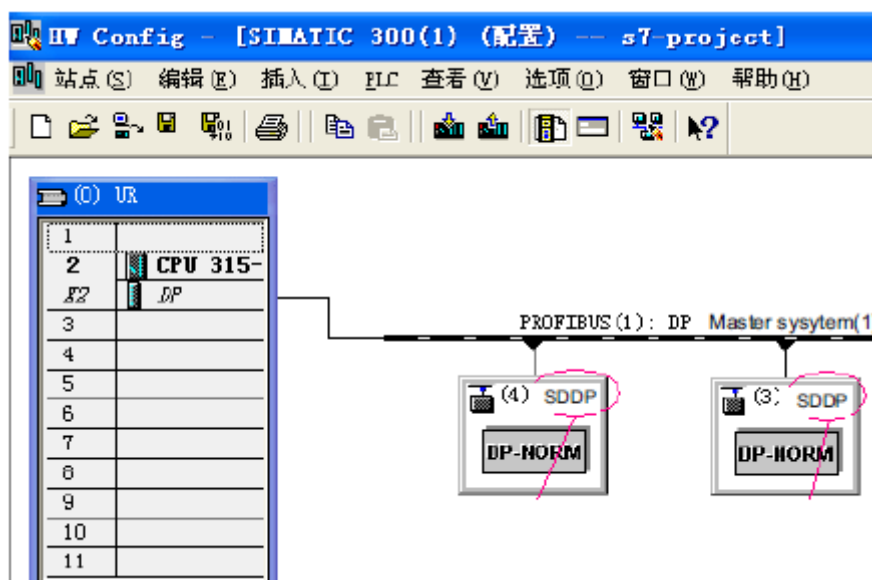 HW Config - [SIMATIC 300(1) (配置) -- s7-project]
站点(S) 编辑(E) 插入(I) PLC 查看(V) 选项(O) 窗口(W) 帮助(H)
(0) UR
1
2 CPU 315-
X2 DP
3
4
5
6
7
8
9
10
11
PROFIBUS(1): DP Master sysytem(1
(4) SDDP
DP-NORM
(3) SDDP
DP-NORM